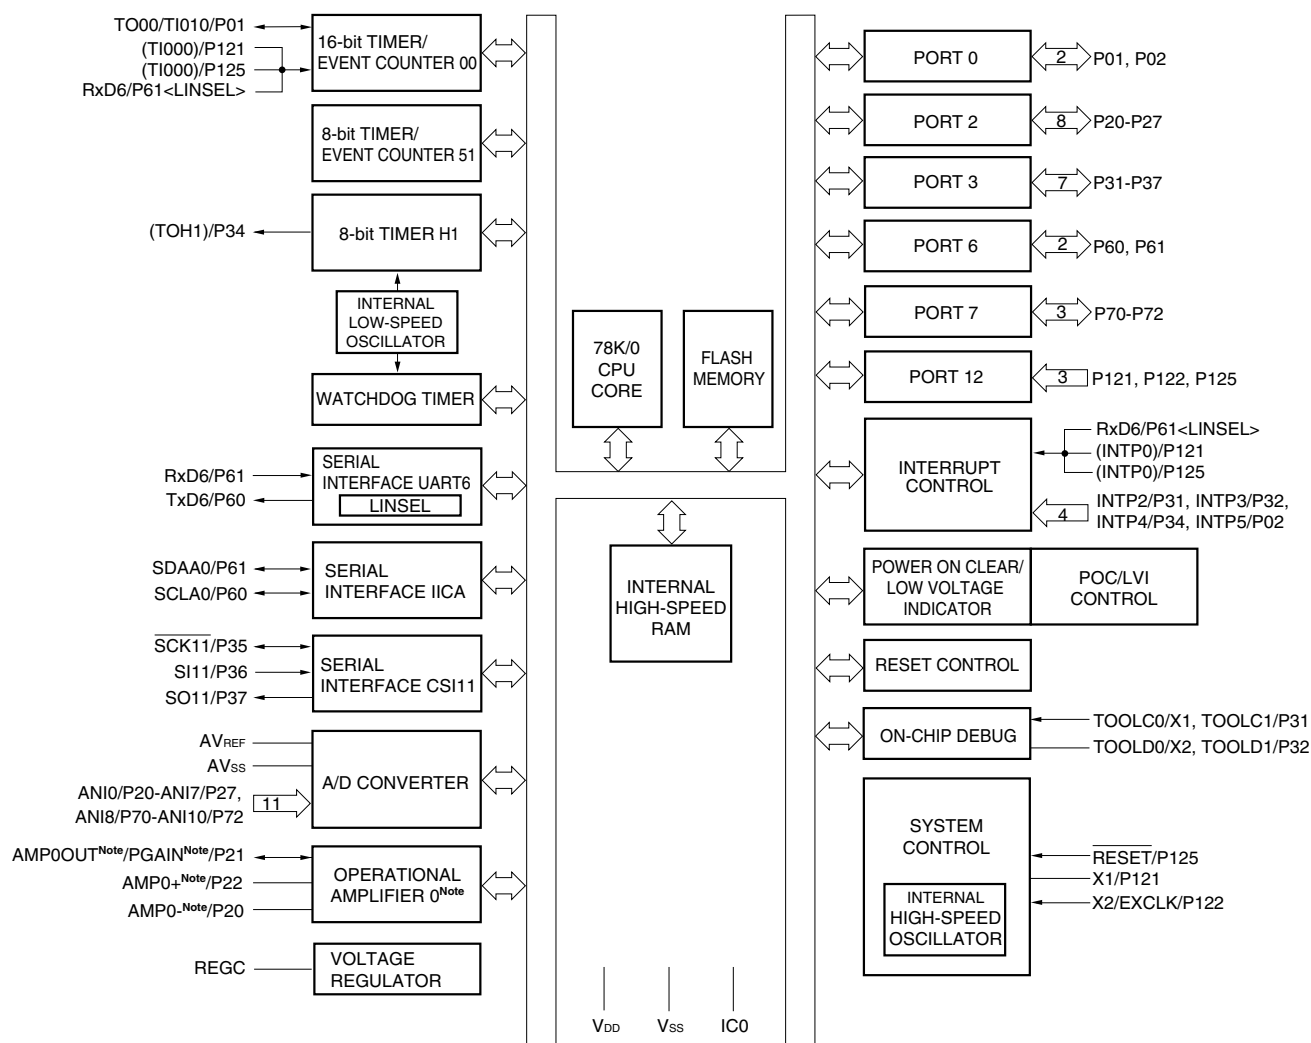 TO00/TI010/P01
(TI000)/P121
(TI000)/P125
RxD6/P61<LINSEL>
16-bit TIMER/
EVENT COUNTER 00
8-bit TIMER/
EVENT COUNTER 51
(TOH1)/P34
8-bit TIMER H1
INTERNAL
LOW-SPEED
OSCILLATOR
WATCHDOG TIMER
RxD6/P61
TxD6/P60
SERIAL
INTERFACE UART6
LINSEL
SDAA0/P61
SCLA0/P60
SERIAL
INTERFACE IICA
SCK11/P35
SI11/P36
SO11/P37
SERIAL
INTERFACE CSI11
AVREF
AVSS
ANI0/P20-ANI7/P27,
ANI8/P70-ANI10/P72
11
A/D CONVERTER
AMP0OUTNote/PGAINNote/P21
AMP0+Note/P22
AMP0-Note/P20
OPERATIONAL
AMPLIFIER 0Note
REGC
VOLTAGE
REGULATOR
78K/0
CPU
CORE
FLASH
MEMORY
INTERNAL
HIGH-SPEED
RAM
VDD
VSS
IC0
PORT 0
2
P01, P02
PORT 2
8
P20-P27
PORT 3
7
P31-P37
PORT 6
2
P60, P61
PORT 7
3
P70-P72
PORT 12
3
P121, P122, P125
INTERRUPT
CONTROL
RxD6/P61<LINSEL>
(INTP0)/P121
(INTP0)/P125
4
INTP2/P31, INTP3/P32,
INTP4/P34, INTP5/P02
POWER ON CLEAR/
LOW VOLTAGE
INDICATOR
POC/LVI
CONTROL
RESET CONTROL
ON-CHIP DEBUG
TOOLC0/X1, TOOLC1/P31
TOOLD0/X2, TOOLD1/P32
SYSTEM
CONTROL
INTERNAL
HIGH-SPEED
OSCILLATOR
RESET/P125
X1/P121
X2/EXCLK/P122